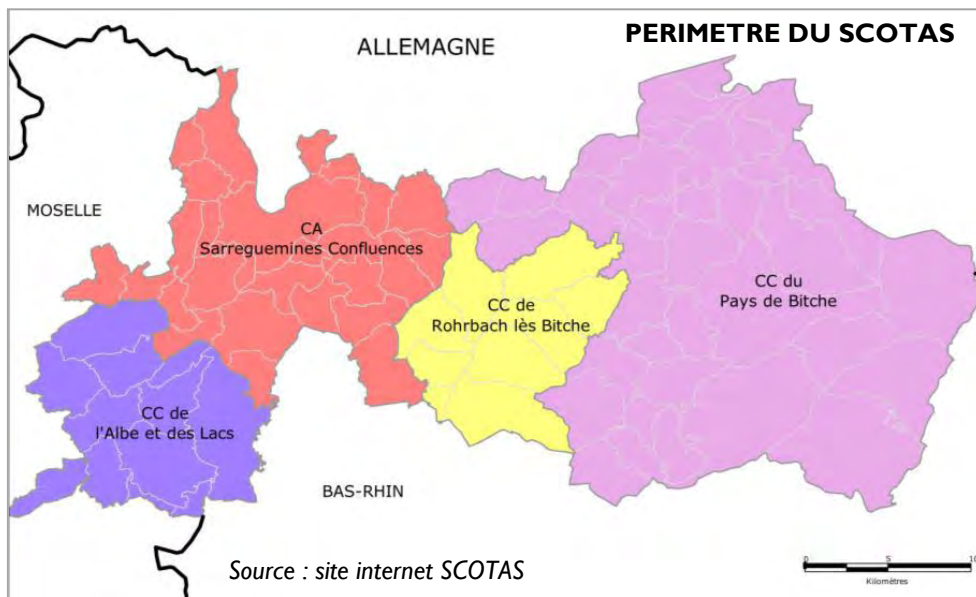 PERIMETRE DU SCOTAS
ALLEMAGNE
MOSELLE
CA
Sarreguemines Confluences
CC du
Pays de Bitche
CC de
Rohrbach lès Bitche
CC de
l'Albe et des Lacs
BAS-RHIN
Source : site internet SCOTAS
0 5 10
Kilomètres